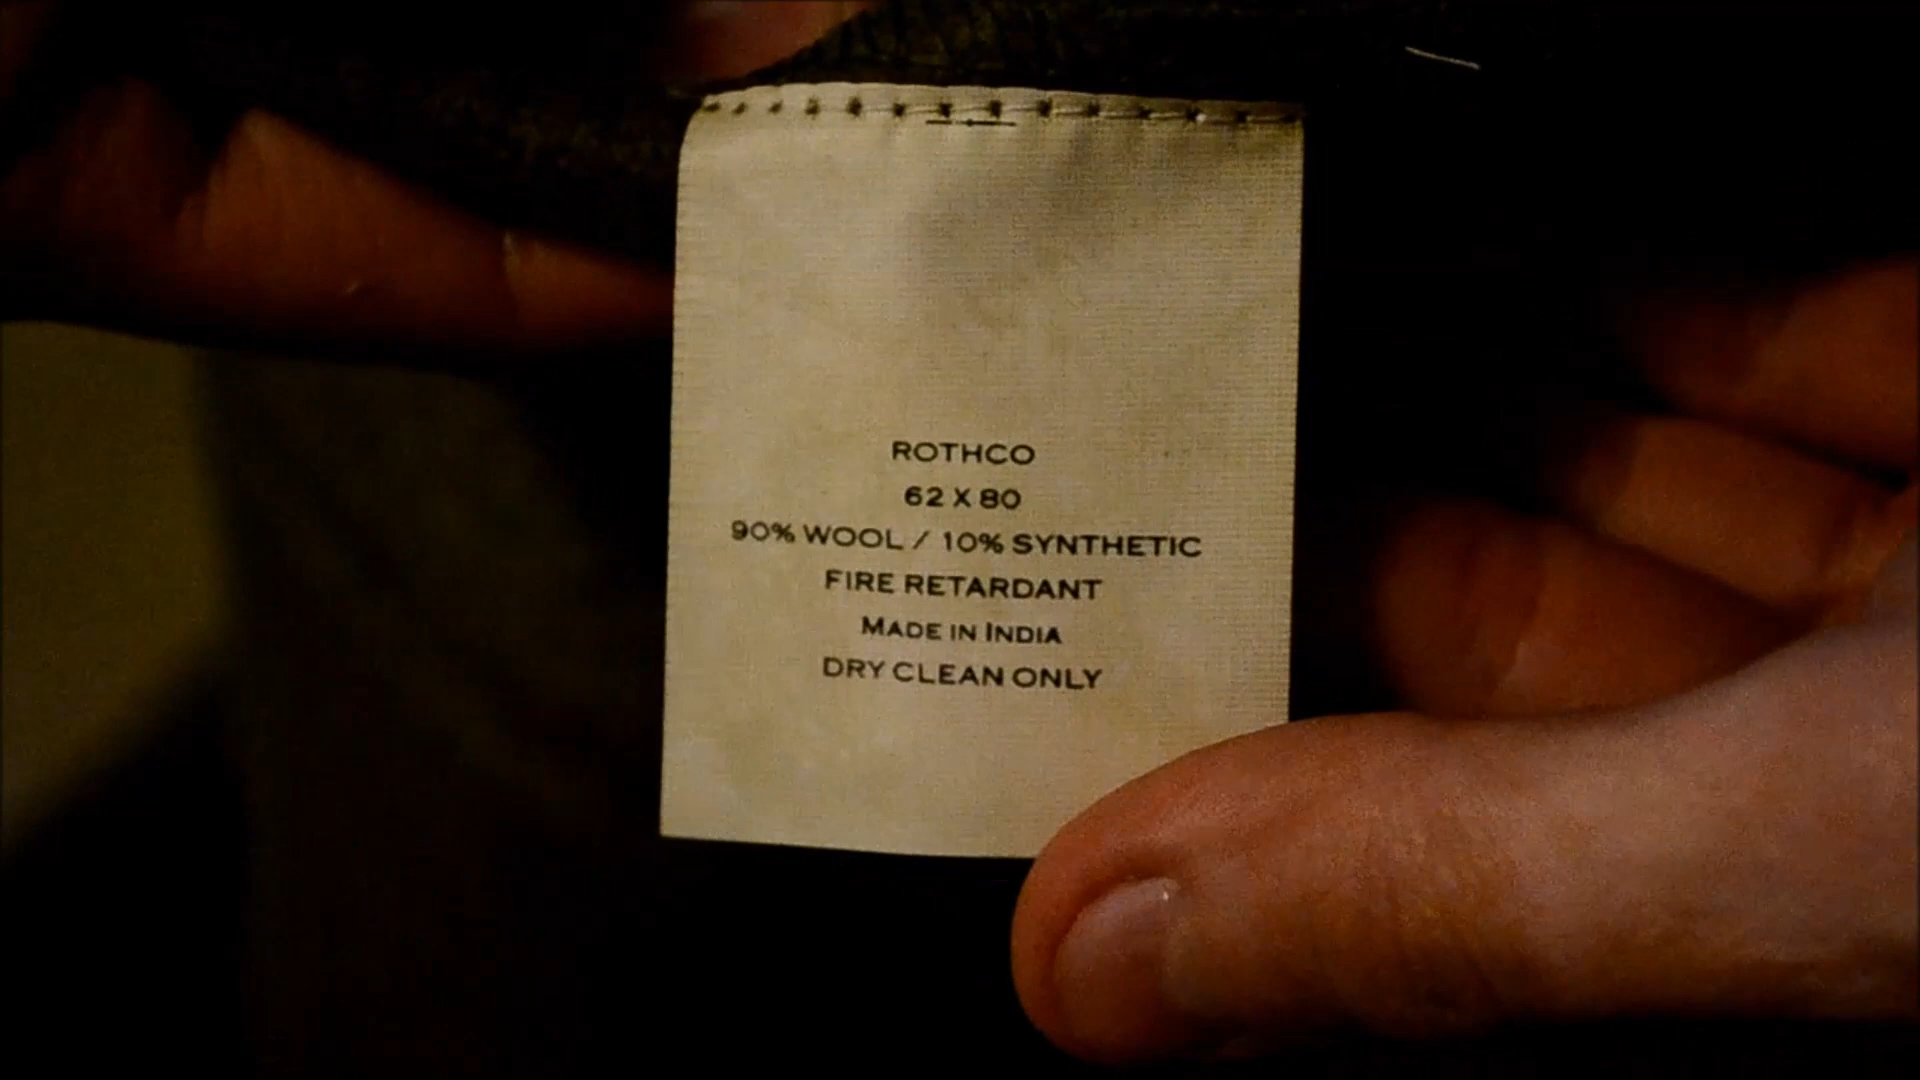 ROTHCO
62 X 80
90% WOOL / 10% SYNTHETIC
FIRE RETARDANT
MADE IN INDIA
DRY CLEAN ONLY